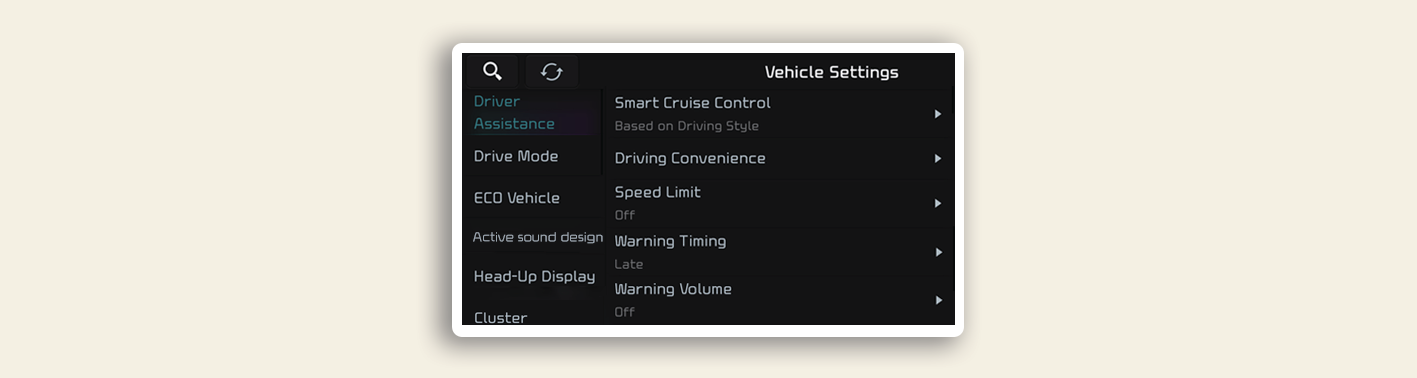 Vehicle Settings
Driver
Assistance
Drive Mode
ECO Vehicle
Active sound design
Head-Up Display
Cluster
Smart Cruise Control
Based on Driving Style
Driving Convenience
Speed Limit
Off
Warning Timing
Late
Warning Volume
Off